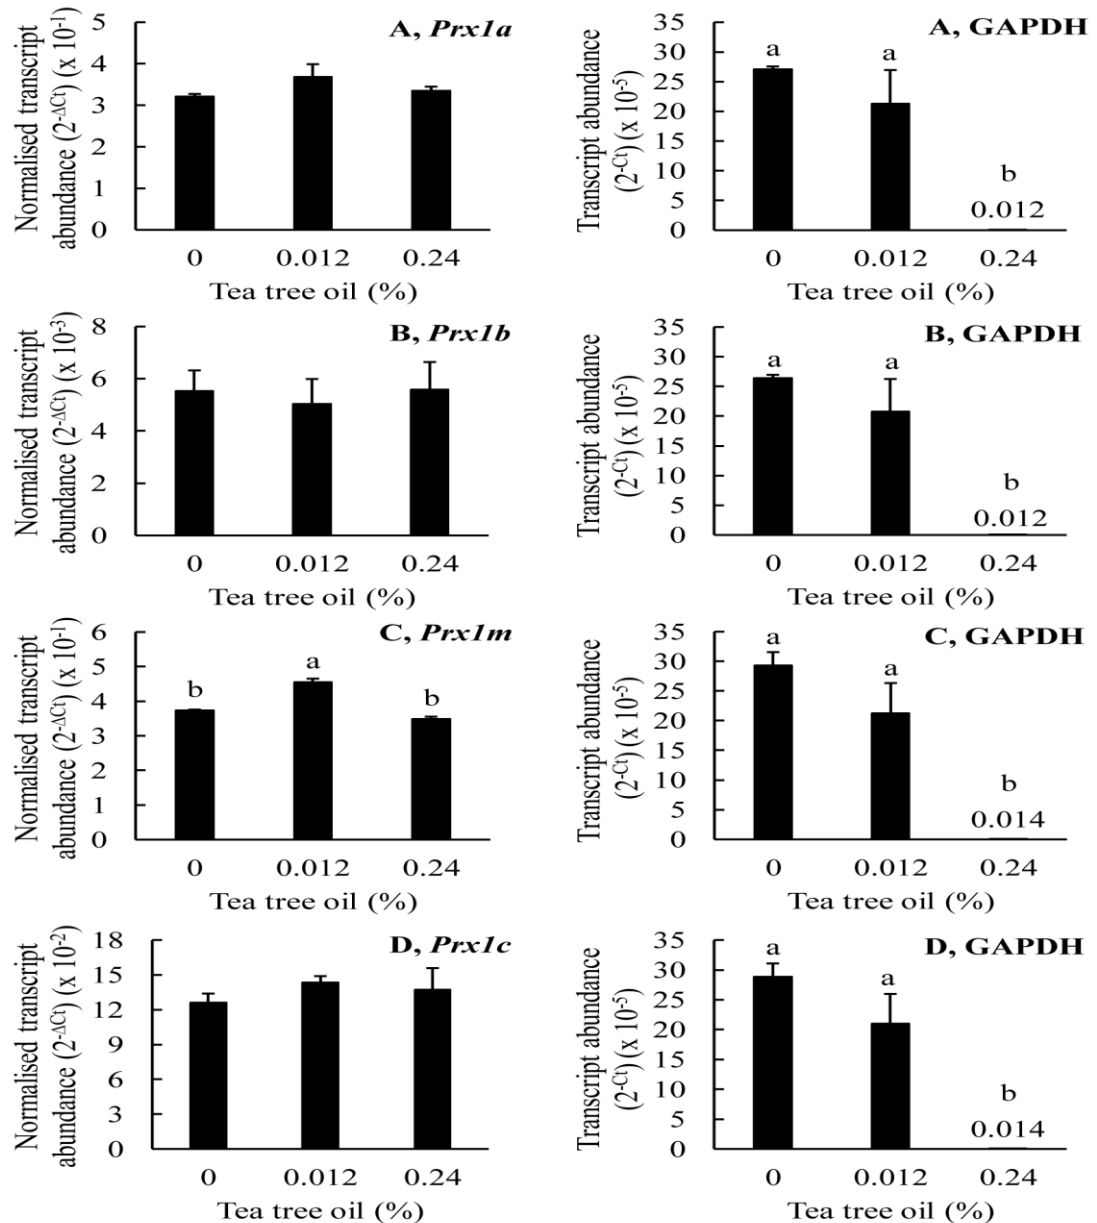 A, Prx1a
Normalised transcript
abundance (2^-ΔCt) (x 10^-1)
5
4
3
2
1
0
0 0.012 0.24
Tea tree oil (%)
A, GAPDH
Transcript abundance
(2^-Ct) (x 10^-5)
35
30
25
20
15
10
5
0
a
a
b
0.012
0 0.012 0.24
Tea tree oil (%)
B, Prx1b
Normalised transcript
abundance (2^-ΔCt) (x 10^-3)
8
6
4
2
0
0 0.012 0.24
Tea tree oil (%)
B, GAPDH
Transcript abundance
(2^-Ct) (x 10^-5)
35
30
25
20
15
10
5
0
a
a
b
0.012
0 0.012 0.24
Tea tree oil (%)
C, Prx1m
Normalised transcript
abundance (2^-ΔCt) (x 10^-1)
6
5
4
3
2
1
0
b
a
b
0 0.012 0.24
Tea tree oil (%)
C, GAPDH
Transcript abundance
(2^-Ct) (x 10^-5)
35
30
25
20
15
10
5
0
a
a
b
0.014
0 0.012 0.24
Tea tree oil (%)
D, Prx1c
Normalised transcript
abundance (2^-ΔCt) (x 10^-2)
18
15
12
9
6
3
0
0 0.012 0.24
Tea tree oil (%)
D, GAPDH
Transcript abundance
(2^-Ct) (x 10^-5)
35
30
25
20
15
10
5
0
a
a
b
0.014
0 0.012 0.24
Tea tree oil (%)